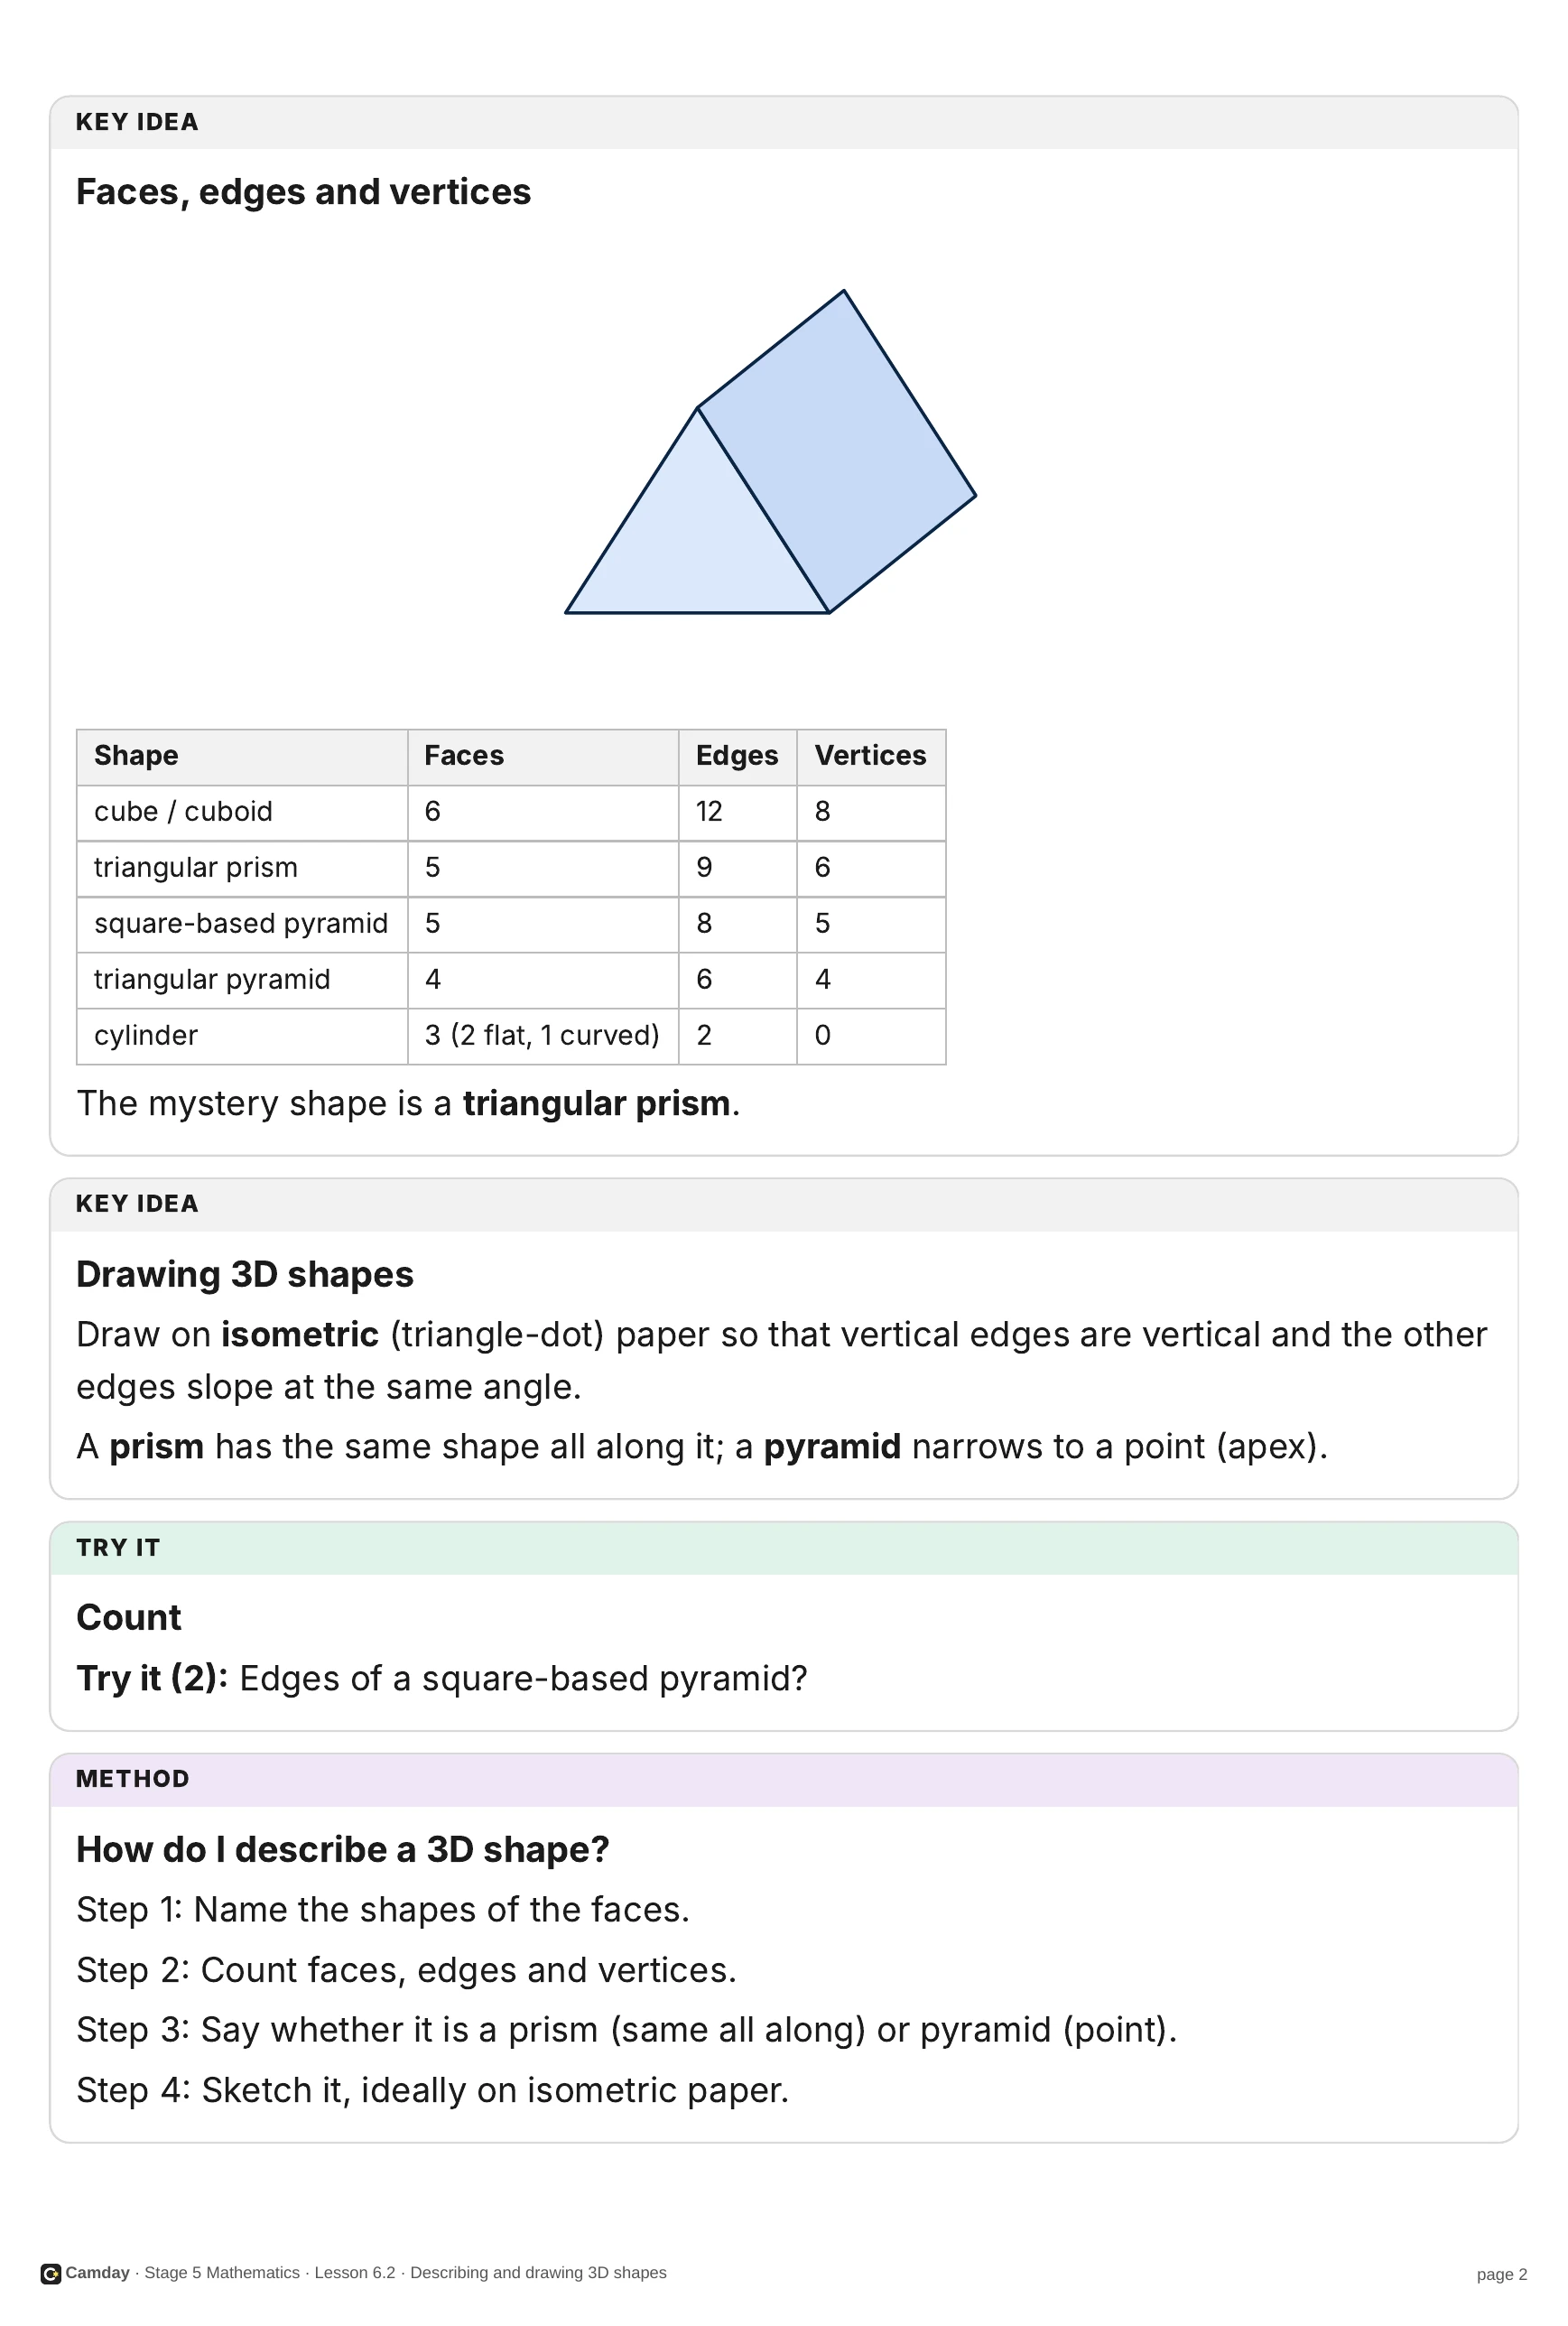 KEY IDEA
Faces, edges and vertices
Shape Faces Edges Vertices
cube / cuboid 6 12 8
triangular prism 5 9 6
square-based pyramid 5 8 5
triangular pyramid 4 6 4
cylinder 3 (2 flat, 1 curved) 2 0
The mystery shape is a triangular prism.
KEY IDEA
Drawing 3D shapes
Draw on isometric (triangle-dot) paper so that vertical edges are vertical and the other
edges slope at the same angle.
A prism has the same shape all along it; a pyramid narrows to a point (apex).
TRY IT
Count
Try it (2): Edges of a square-based pyramid?
METHOD
How do I describe a 3D shape?
Step 1: Name the shapes of the faces.
Step 2: Count faces, edges and vertices.
Step 3: Say whether it is a prism (same all along) or pyramid (point).
Step 4: Sketch it, ideally on isometric paper.
Camday · Stage 5 Mathematics · Lesson 6.2 · Describing and drawing 3D shapes page 2